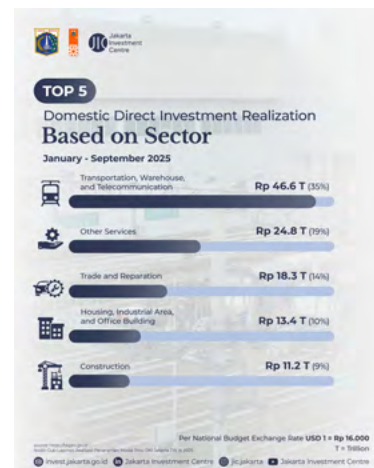 Jakarta
Investment
Centre
TOP 5
Domestic Direct Investment Realization
Based on Sector
January - September 2025
Transportation, Warehouse,
and Telecommunication
Rp 46.6 T (35%)
Other Services
Rp 24.8 T (19%)
Trade and Reparation
Rp 18.3 T (14%)
Housing, Industrial Area,
and Office Building
Rp 13.4 T (10%)
Construction
Rp 11.2 T (9%)
Per National Budget Exchange Rate USD 1 = Rp 16.000
T = Trillion
invest.jakarta.go.id
Jakarta Investment Centre
jic.jakarta
Jakarta Investment Centre